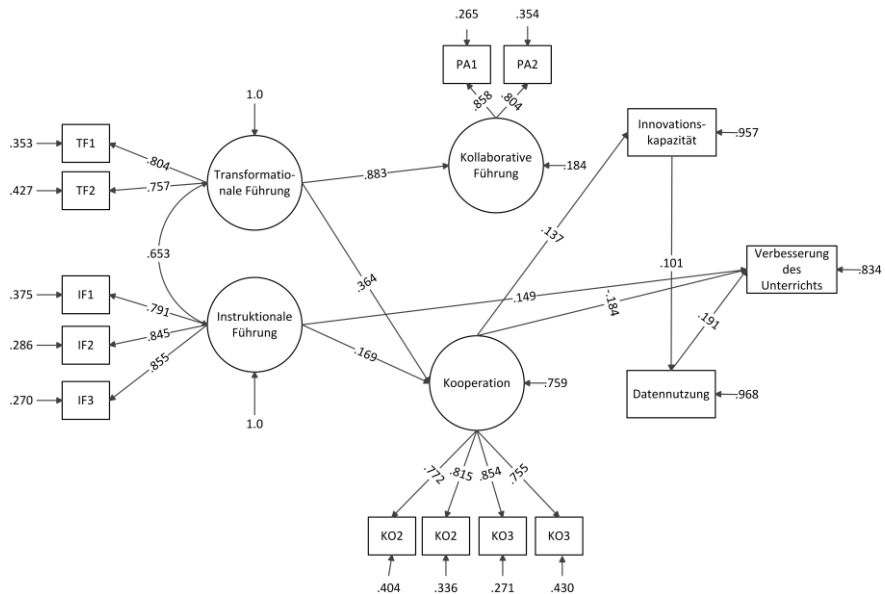 .265
.354
PA1
PA2
.858
.804
1.0
Innovations-
kapazität
.957
.353
TF1
.804
Transformatio-
nale Führung
Kollaborative
Führung
.184
.883
.427
TF2
.757
.137
.653
.364
.101
Verbesserung
des
Unterrichts
.834
.375
IF1
.791
.149
-.184
Instruktionale
Führung
.191
.286
IF2
.845
.169
.855
Kooperation
.759
.270
IF3
Datennutzung
.968
1.0
.772
.815
.854
.755
KO2
KO2
KO3
KO3
.404
.336
.271
.430